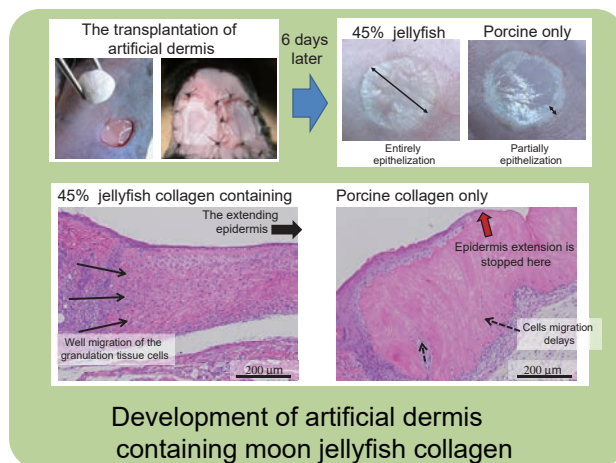 The transplantation of
artificial dermis
6 days
later
45% jellyfish
Porcine only
Entirely
epithelization
Partially
epithelization
45% jellyfish collagen containing
The extending
epidermis
Well migration of the
granulation tissue cells
200 µm
Porcine collagen only
Epidermis extension is
stopped here
Cells migration
delays
200 µm
Development of artificial dermis
containing moon jellyfish collagen